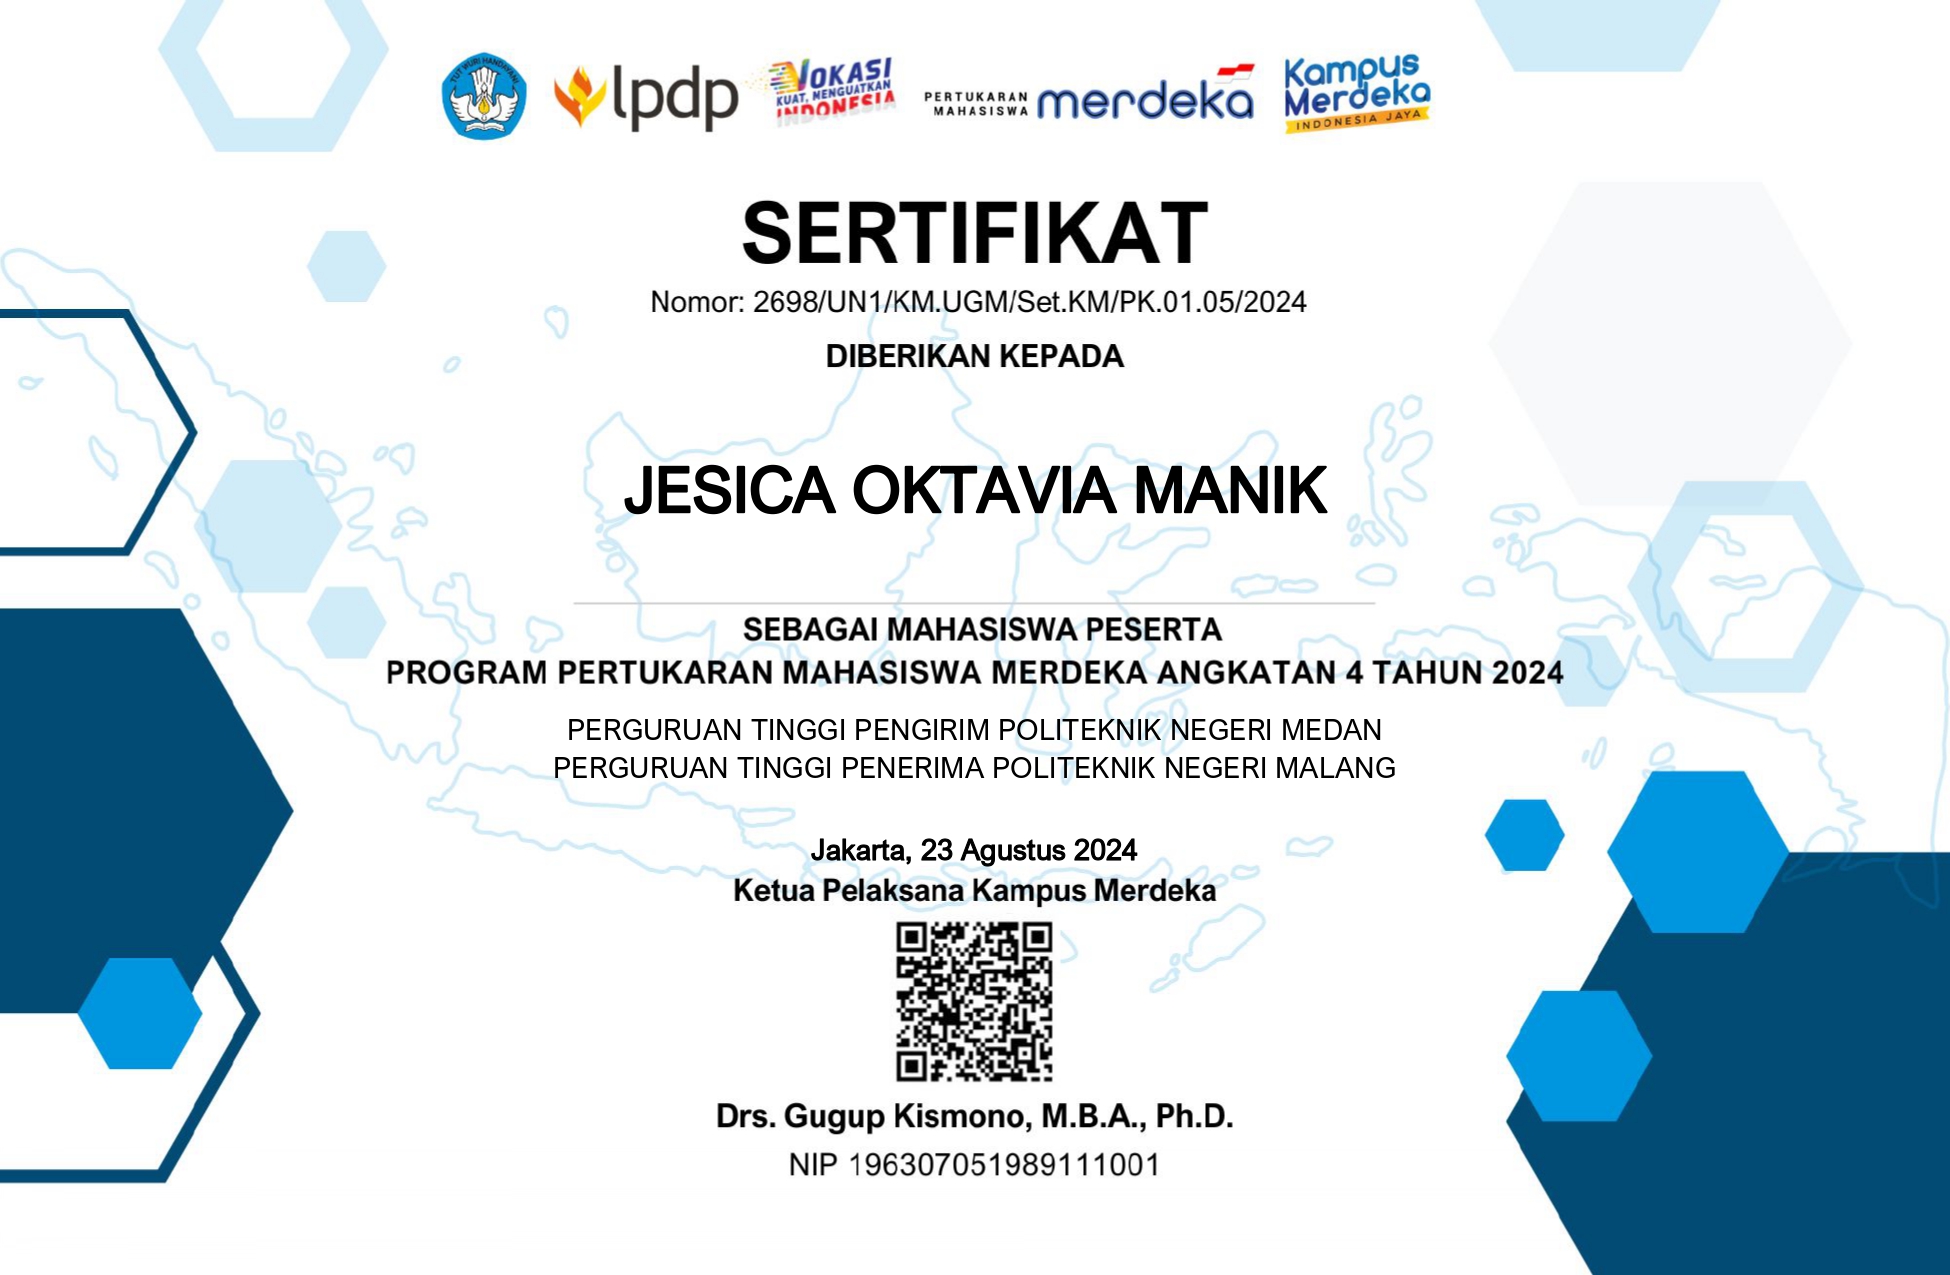 TUT WURI HANDAYANI
lpdp
VOKASI
KUAT, MENGUATKAN
INDONESIA
PERTUKARAN
MAHASISWA
merdeka
Kampus
Merdeka
INDONESIA JAYA
SERTIFIKAT
Nomor: 2698/UN1/KM.UGM/Set.KM/PK.01.05/2024
DIBERIKAN KEPADA
JESICA OKTAVIA MANIK
SEBAGAI MAHASISWA PESERTA
PROGRAM PERTUKARAN MAHASISWA MERDEKA ANGKATAN 4 TAHUN 2024
PERGURUAN TINGGI PENGIRIM POLITEKNIK NEGERI MEDAN
PERGURUAN TINGGI PENERIMA POLITEKNIK NEGERI MALANG
Jakarta, 23 Agustus 2024
Ketua Pelaksana Kampus Merdeka
Drs. Gugup Kismono, M.B.A., Ph.D.
NIP 196307051989111001